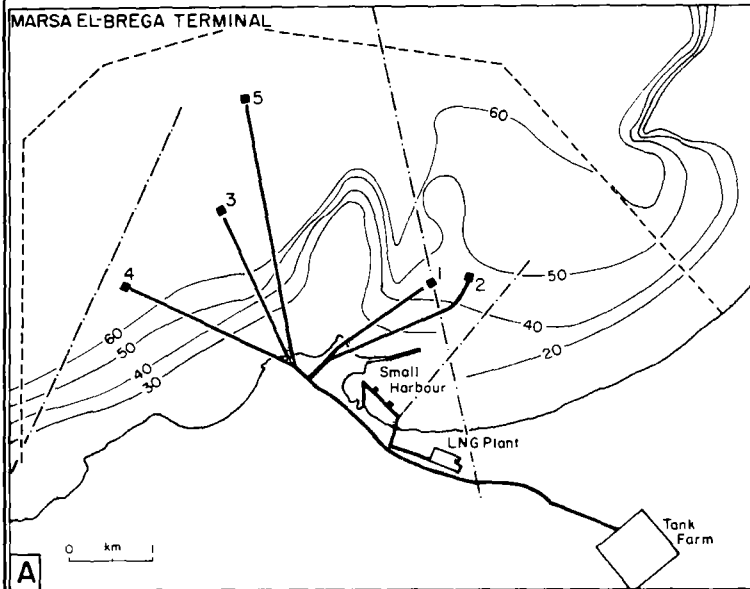 MARSA EL-BREGA TERMINAL
5
60
3
4
1
2
50
60
50
40
30
40
20
Small
Harbour
LNG Plant
Tank
Farm
0 km 1
A